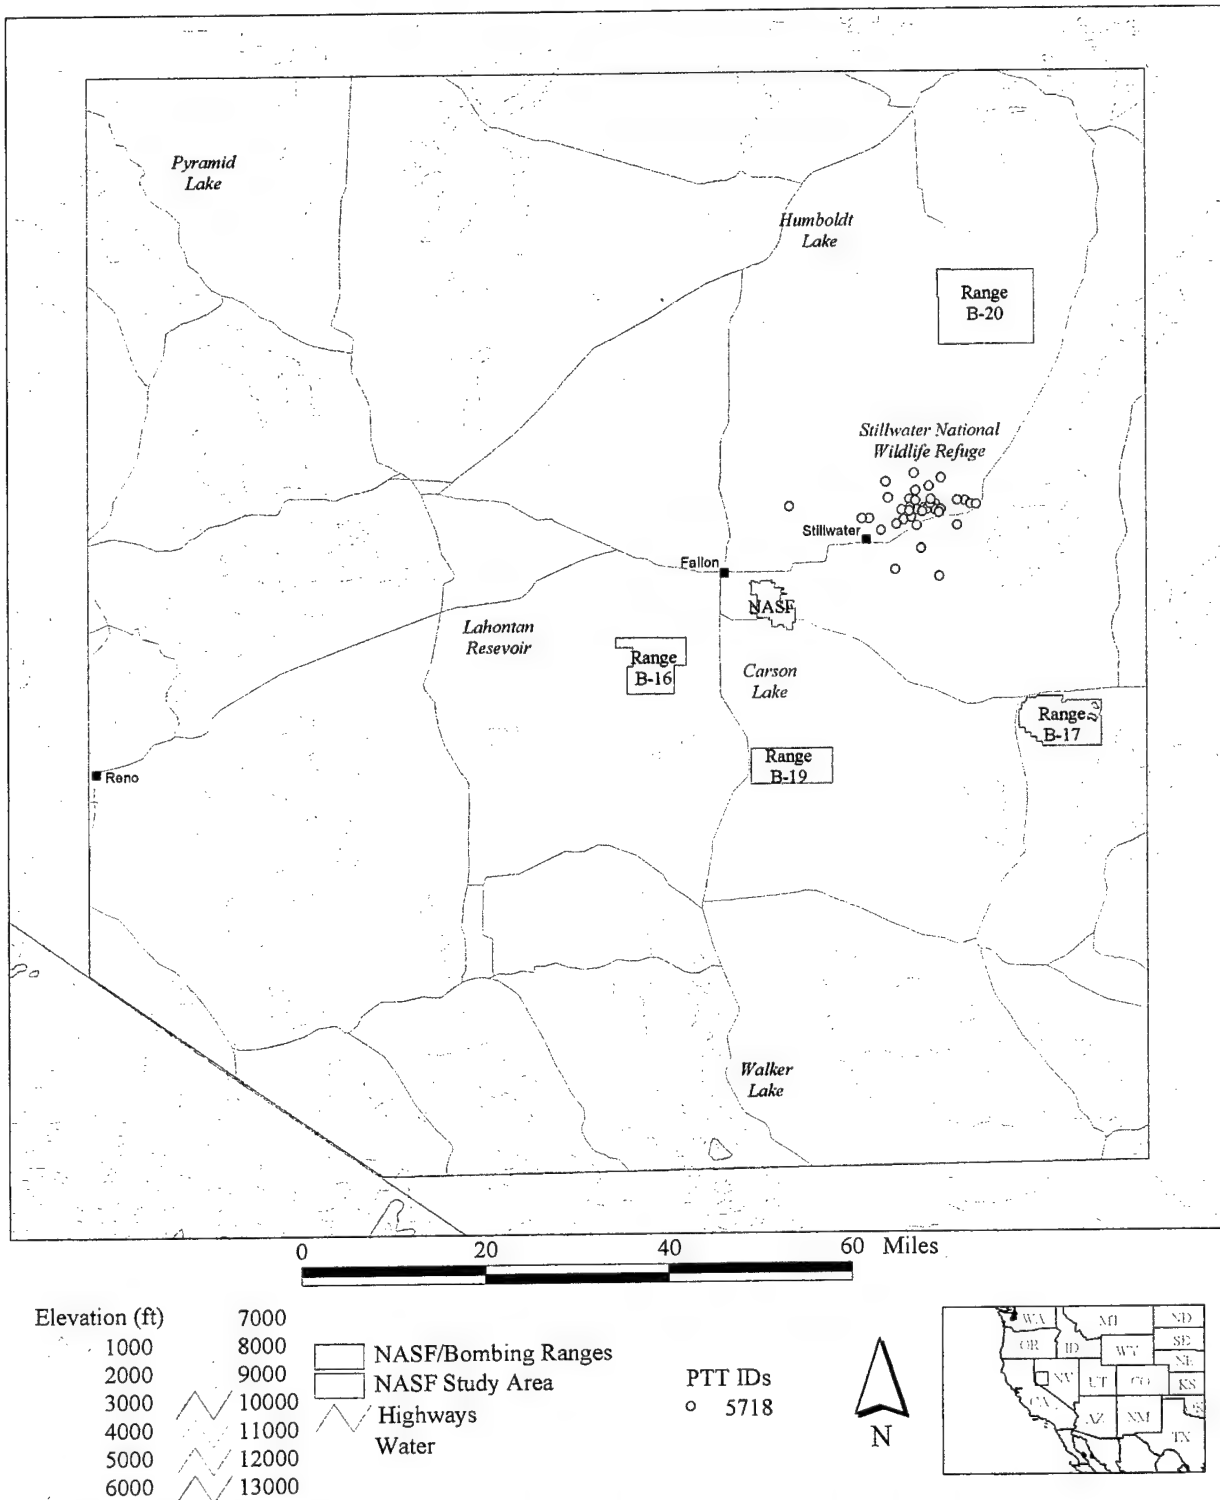 Pyramid
Lake
Humboldt
Lake
Range
B-20
Stillwater National
Wildlife Refuge
Stillwater
Fallon
NASF
Lahontan
Resevoir
Range
B-16
Carson
Lake
Range
B-17
Range
B-19
Reno
Walker
Lake
0 20 40 60 Miles
Elevation (ft)
1000
2000
3000
4000
5000
6000
7000
8000
9000
10000
11000
12000
13000
NASF/Bombing Ranges
NASF Study Area
Highways
Water
PTT IDs
5718
N
WA
MT
ND
OR
ID
SD
WY
NE
NV
UT
CO
KS
CA
AZ
NM
TX